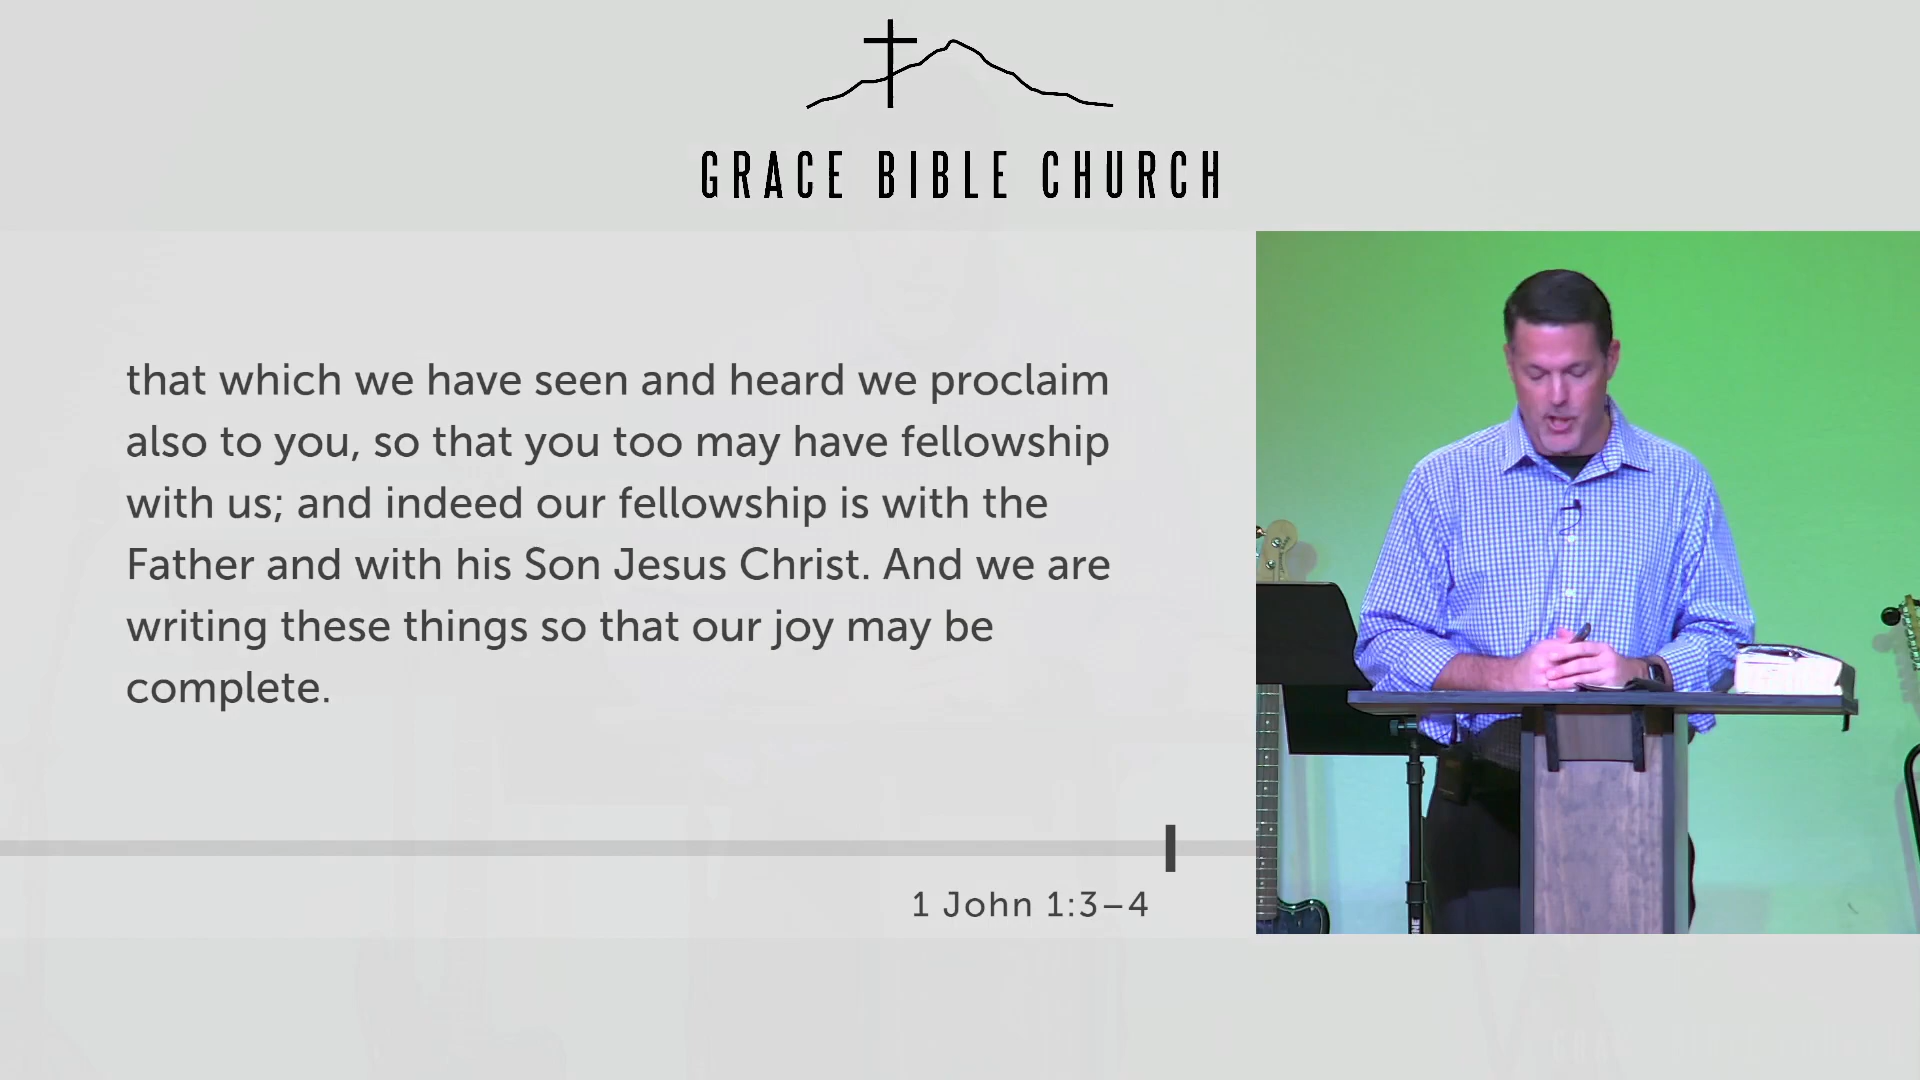 GRACE BIBLE CHURCH
that which we have seen and heard we proclaim
also to you, so that you too may have fellowship
with us; and indeed our fellowship is with the
Father and with his Son Jesus Christ. And we are
writing these things so that our joy may be
complete.
1 John 1:3–4